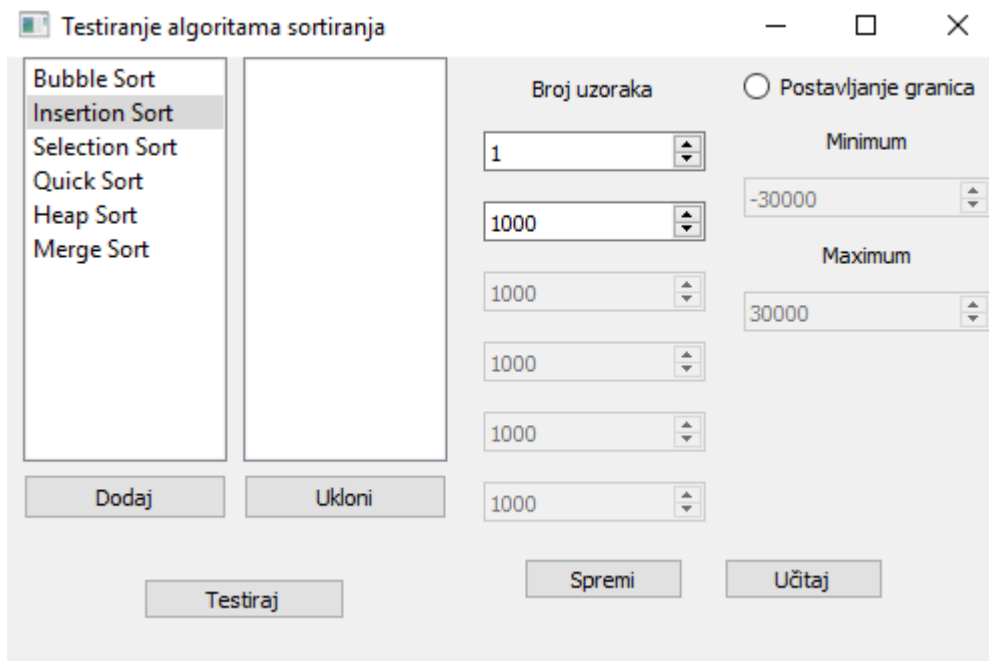 Testiranje algoritama sortiranja
Bubble Sort
Insertion Sort
Selection Sort
Quick Sort
Heap Sort
Merge Sort
Dodaj
Ukloni
Testiraj
Broj uzoraka
1
1000
1000
1000
1000
1000
Postavljanje granica
Minimum
-30000
Maximum
30000
Spremi
Učitaj